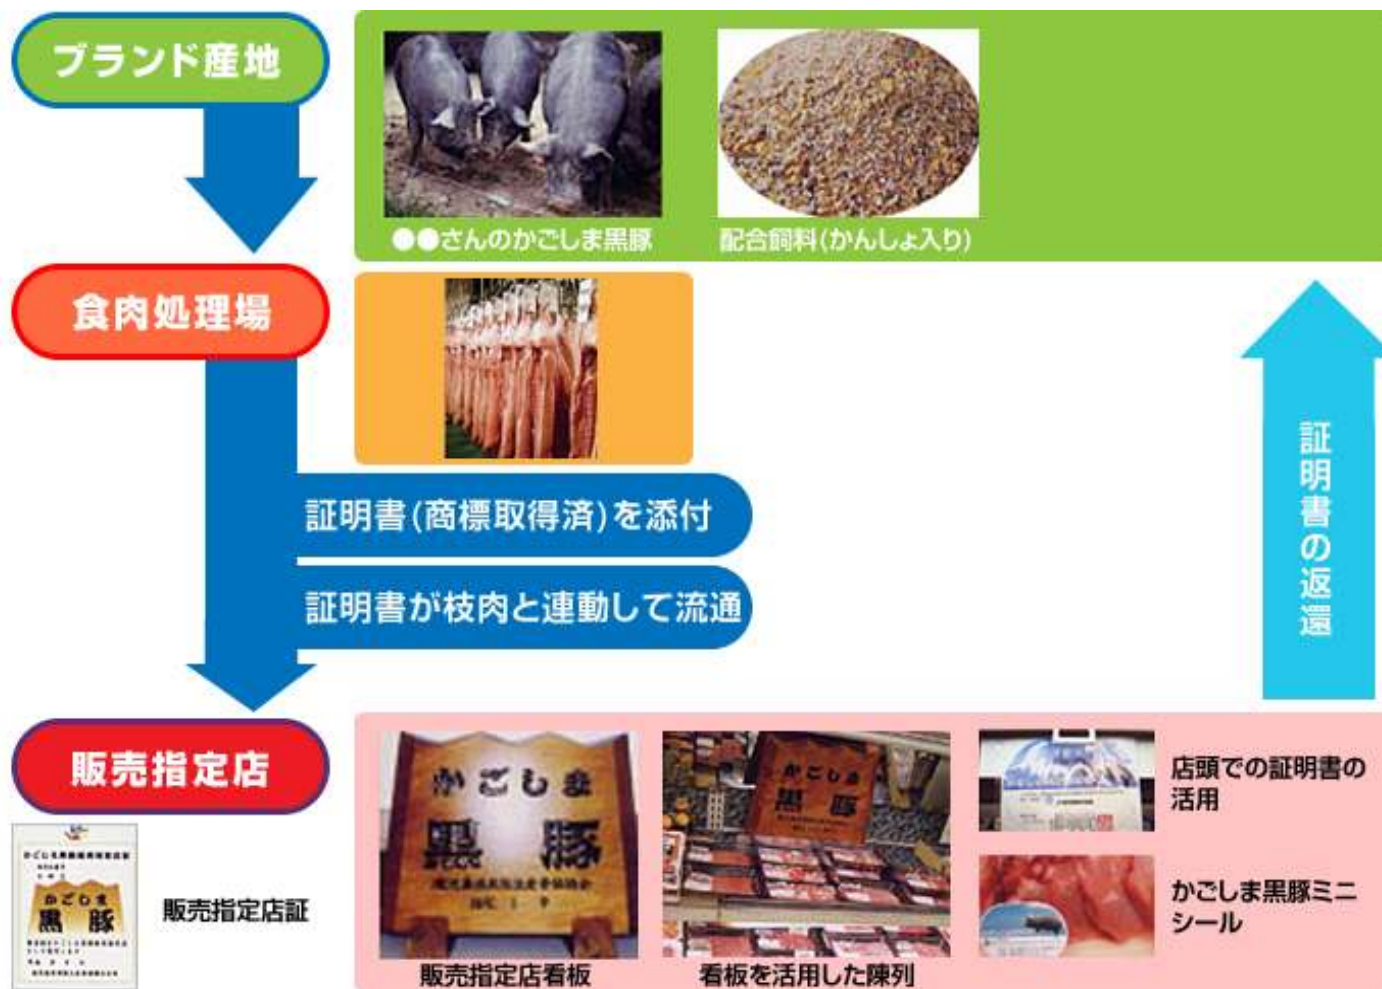 ブランド産地
●●さんのかごしま黒豚
配合飼料(かんしょ入り)
食肉処理場
証明書(商標取得済)を添付
証明書が枝肉と連動して流通
証明書の返還
販売指定店
かごしま
黒豚
販売指定店証
かごしま
黒豚
販売指定店看板
かごしま
黒豚
看板を活用した陳列
店頭での証明書の
活用
かごしま黒豚ミニ
シール